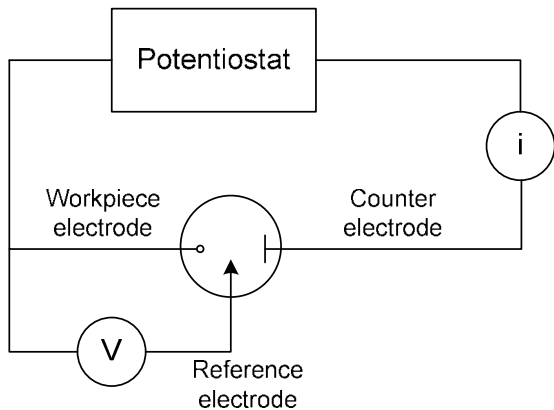 Potentiostat
i
Workpiece
electrode
Counter
electrode
V
Reference
electrode